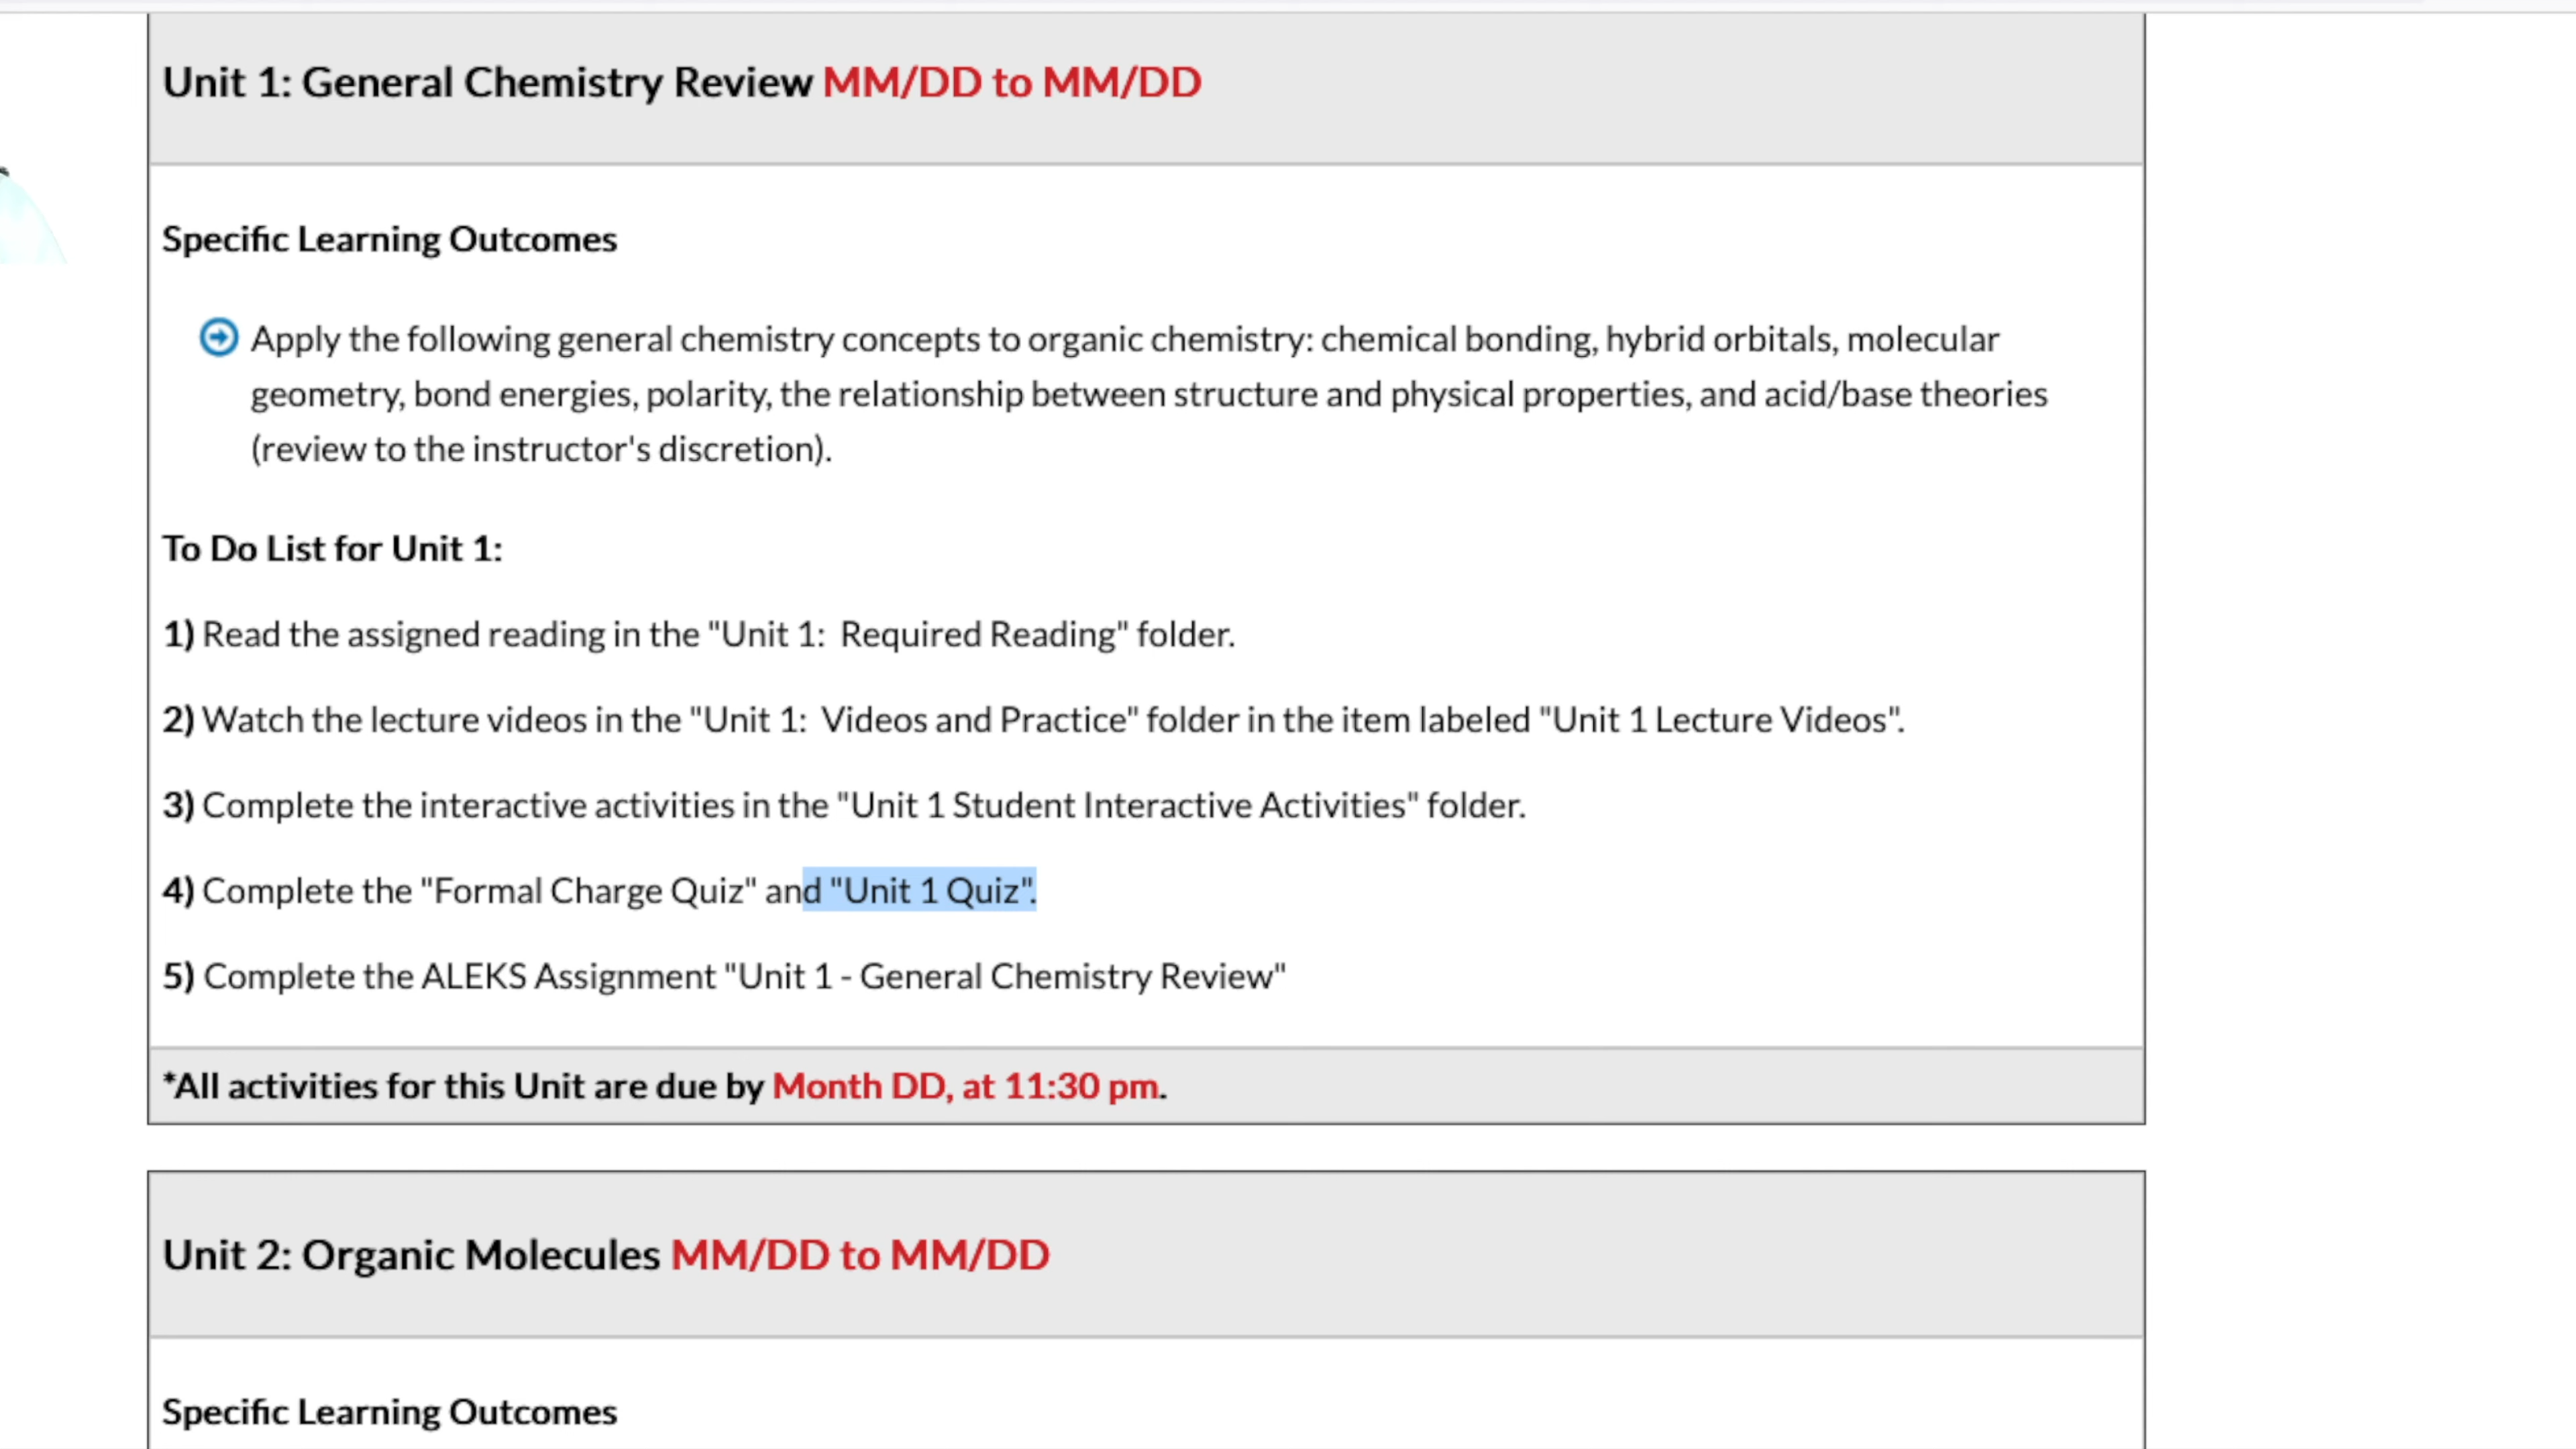 Unit 1: General Chemistry Review MM/DD to MM/DD
Specific Learning Outcomes
Apply the following general chemistry concepts to organic chemistry: chemical bonding, hybrid orbitals, molecular
geometry, bond energies, polarity, the relationship between structure and physical properties, and acid/base theories
(review to the instructor's discretion).
To Do List for Unit 1:
1) Read the assigned reading in the "Unit 1:  Required Reading" folder.
2) Watch the lecture videos in the "Unit 1:  Videos and Practice" folder in the item labeled "Unit 1 Lecture Videos".
3) Complete the interactive activities in the "Unit 1 Student Interactive Activities" folder.
4) Complete the "Formal Charge Quiz" and "Unit 1 Quiz".
5) Complete the ALEKS Assignment "Unit 1 - General Chemistry Review"
*All activities for this Unit are due by Month DD, at 11:30 pm.
Unit 2: Organic Molecules MM/DD to MM/DD
Specific Learning Outcomes